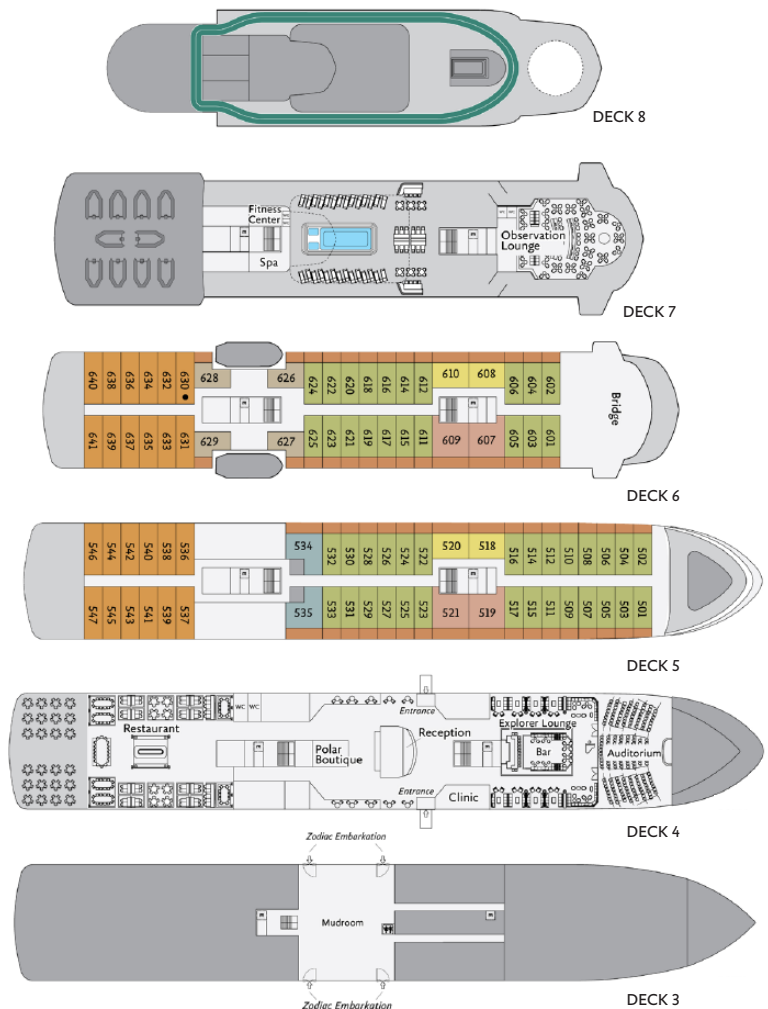 DECK 8
Fitness
Center
Spa
WC WC
Observation
Lounge
DECK 7
640 638 636 634 632 630 628 626 624 622 620 618 616 614 612 610 608 606 604 602
641 639 637 635 633 631 629 627 625 623 621 619 617 615 611 609 607 605 603 601
Bridge
DECK 6
546 544 542 540 538 536 534 532 530 528 526 524 522 520 518 516 514 512 510 508 506 504 502
547 545 543 541 539 537 535 533 531 529 527 525 523 521 519 517 515 511 509 507 505 503 501
DECK 5
WC WC
Entrance
Restaurant
Polar
Boutique
Reception
Explorer Lounge
Bar
Auditorium
Entrance
Clinic
DECK 4
Zodiac Embarkation
Mudroom
Zodiac Embarkation
DECK 3